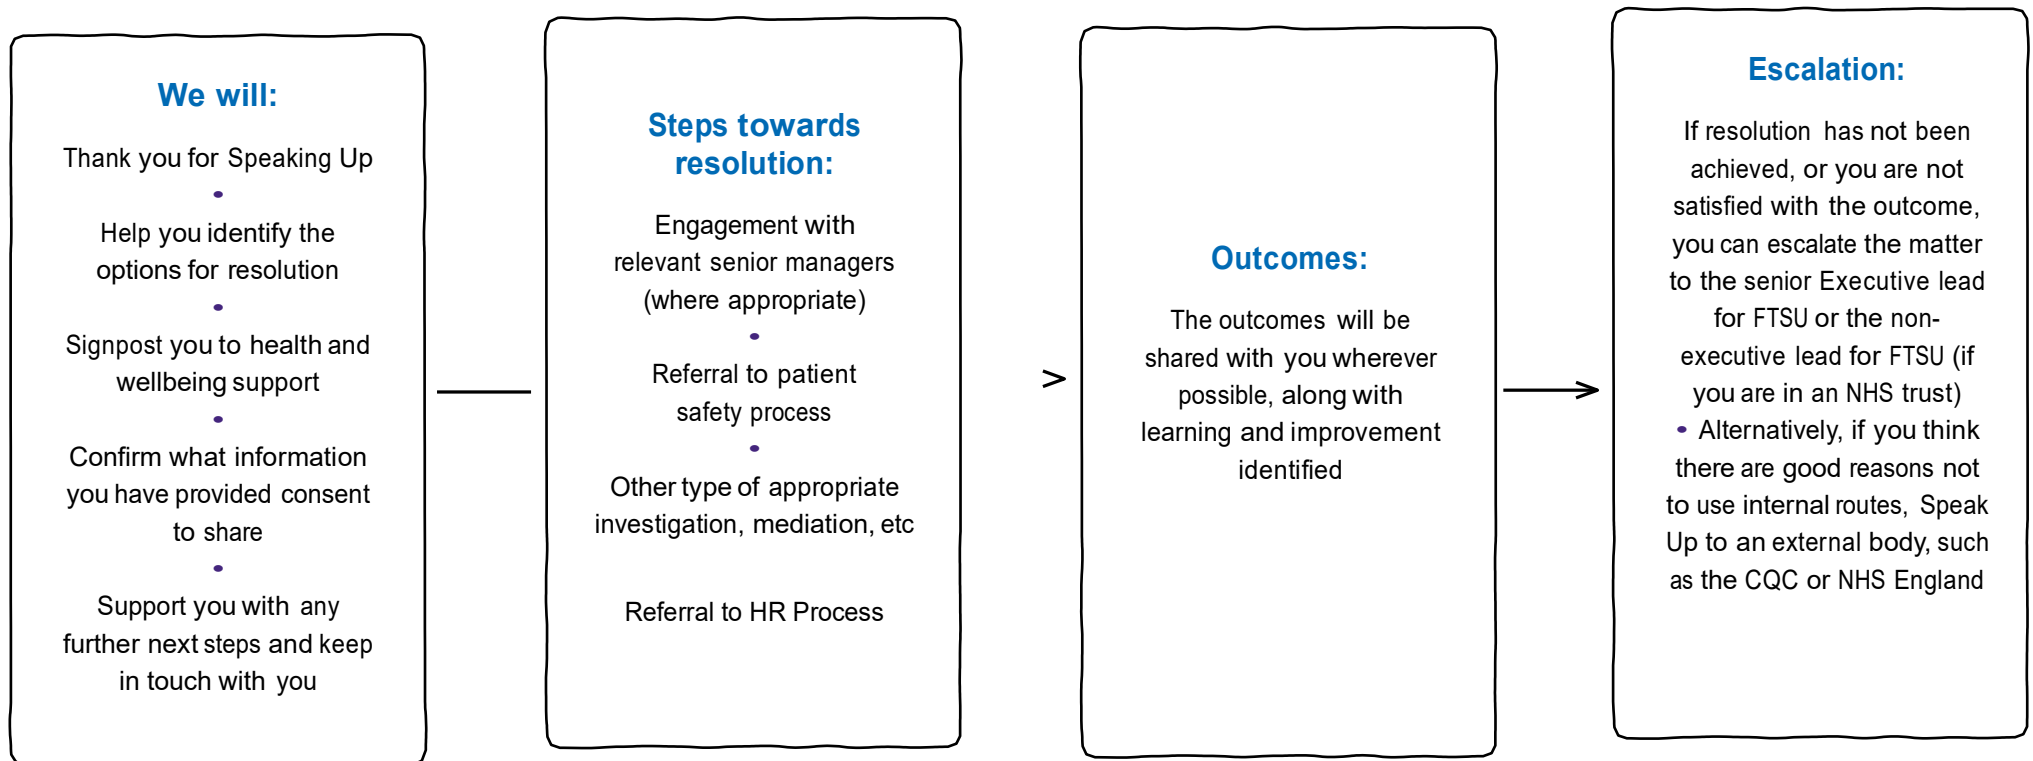 We will:
Thank you for Speaking Up
•
Help you identify the
options for resolution
•
Signpost you to health and
wellbeing support
•
Confirm what information
you have provided consent
to share
•
Support you with any
further next steps and keep
in touch with you
Steps towards
resolution:
Engagement with
relevant senior managers
(where appropriate)
•
Referral to patient
safety process
•
Other type of appropriate
investigation, mediation, etc
Referral to HR Process
Outcomes:
The outcomes will be
shared with you wherever
possible, along with
learning and improvement
identified
Escalation:
If resolution has not been
achieved, or you are not
satisfied with the outcome,
you can escalate the matter
to the senior Executive lead
for FTSU or the non-
executive lead for FTSU (if
you are in an NHS trust)
• Alternatively, if you think
there are good reasons not
to use internal routes, Speak
Up to an external body, such
as the CQC or NHS England